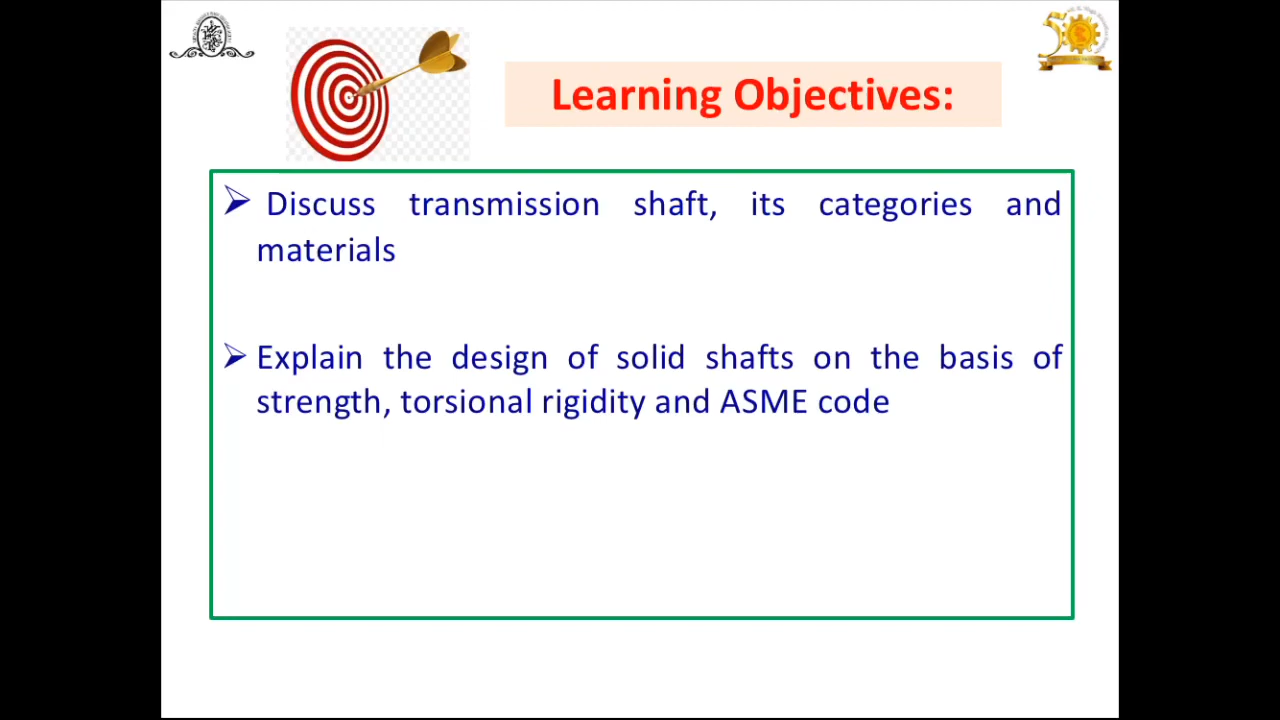 Learning Objectives:
Discuss transmission shaft, its categories and
materials
Explain the design of solid shafts on the basis of
strength, torsional rigidity and ASME code